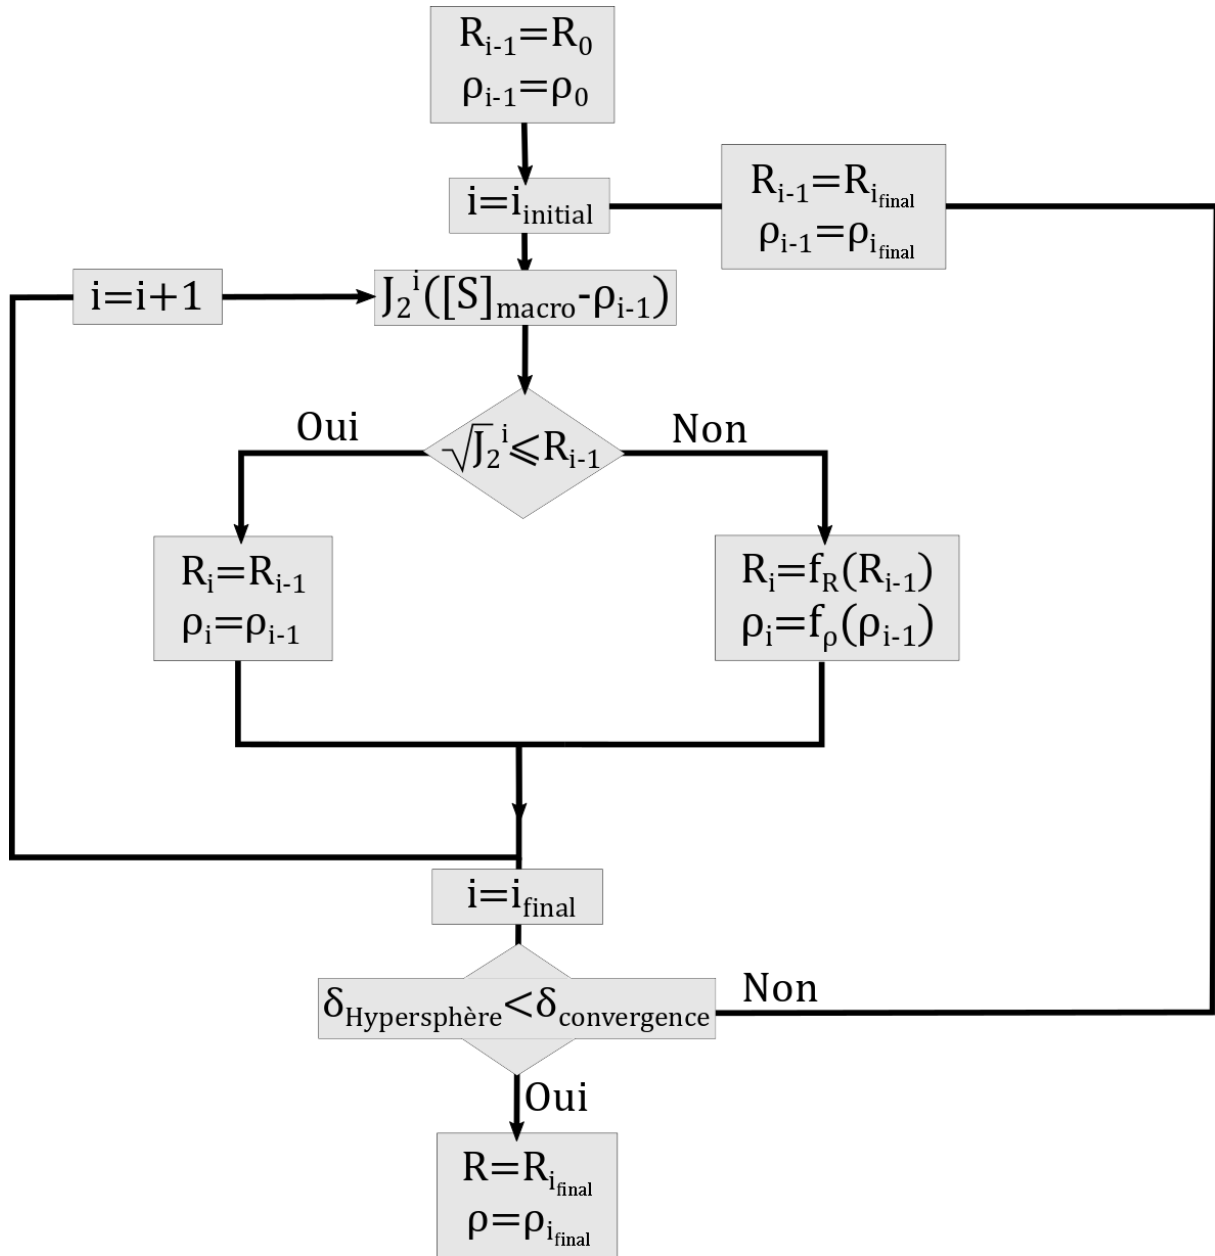 R_{i-1}=R_0
ρ_{i-1}=ρ_0
i=i_{initial}
R_{i-1}=R_{i_{final}}
ρ_{i-1}=ρ_{i_{final}}
i=i+1
J_2^i([S]_{macro}-ρ_{i-1})
Oui
√J_2^i⩽R_{i-1}
Non
R_i=R_{i-1}
ρ_i=ρ_{i-1}
R_i=f_R(R_{i-1})
ρ_i=f_ρ(ρ_{i-1})
i=i_{final}
δ_{Hypersphère}<δ_{convergence}
Non
Oui
R=R_{i_{final}}
ρ=ρ_{i_{final}}